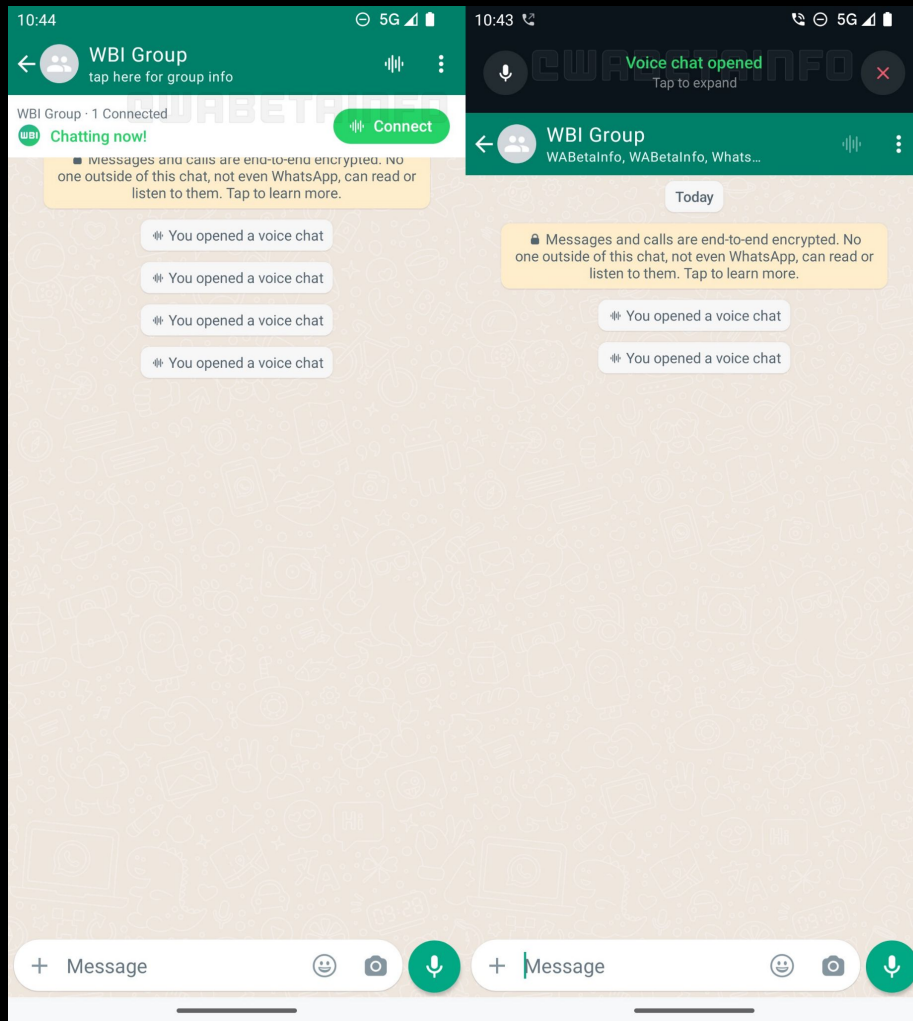 10:44
5G
WBI Group
tap here for group info
WBI Group · 1 Connected
WBI
Chatting now!
Connect
Messages and calls are end-to-end encrypted. No
one outside of this chat, not even WhatsApp, can read or
listen to them. Tap to learn more.
You opened a voice chat
You opened a voice chat
You opened a voice chat
You opened a voice chat
Message
10:43
5G
WABETAINFO
Voice chat opened
Tap to expand
WBI Group
WABetaInfo, WABetaInfo, Whats...
Today
Messages and calls are end-to-end encrypted. No
one outside of this chat, not even WhatsApp, can read or
listen to them. Tap to learn more.
You opened a voice chat
You opened a voice chat
Message